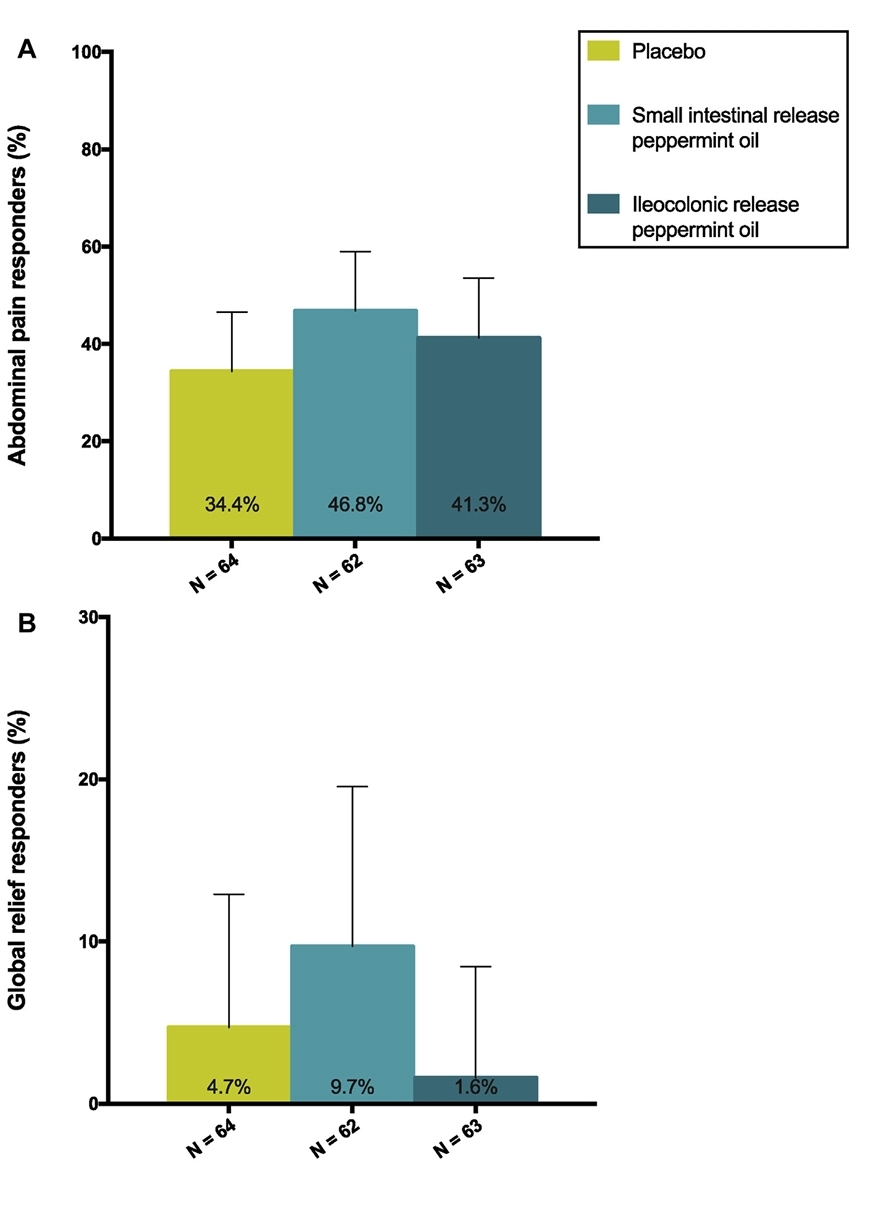 A
Abdominal pain responders (%)
100
80
60
40
20
0
34.4%
46.8%
41.3%
N = 64
N = 62
N = 63
Placebo
Small intestinal release
peppermint oil
Ileocolonic release
peppermint oil
B
Global relief responders (%)
30
20
10
0
4.7%
9.7%
1.6%
N = 64
N = 62
N = 63